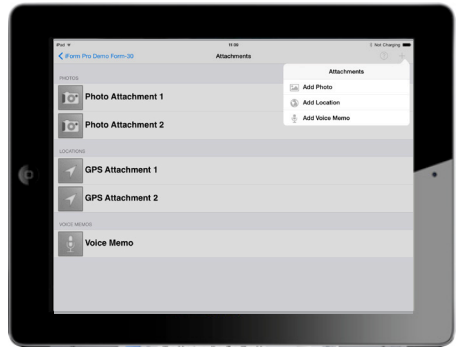 iPad
11:36
Not Charging
iForm Pro Demo Form-30
Attachments
Attachments
Add Photo
Add Location
Add Voice Memo
PHOTOS
Photo Attachment 1
Photo Attachment 2
LOCATIONS
GPS Attachment 1
GPS Attachment 2
VOICE MEMOS
Voice Memo